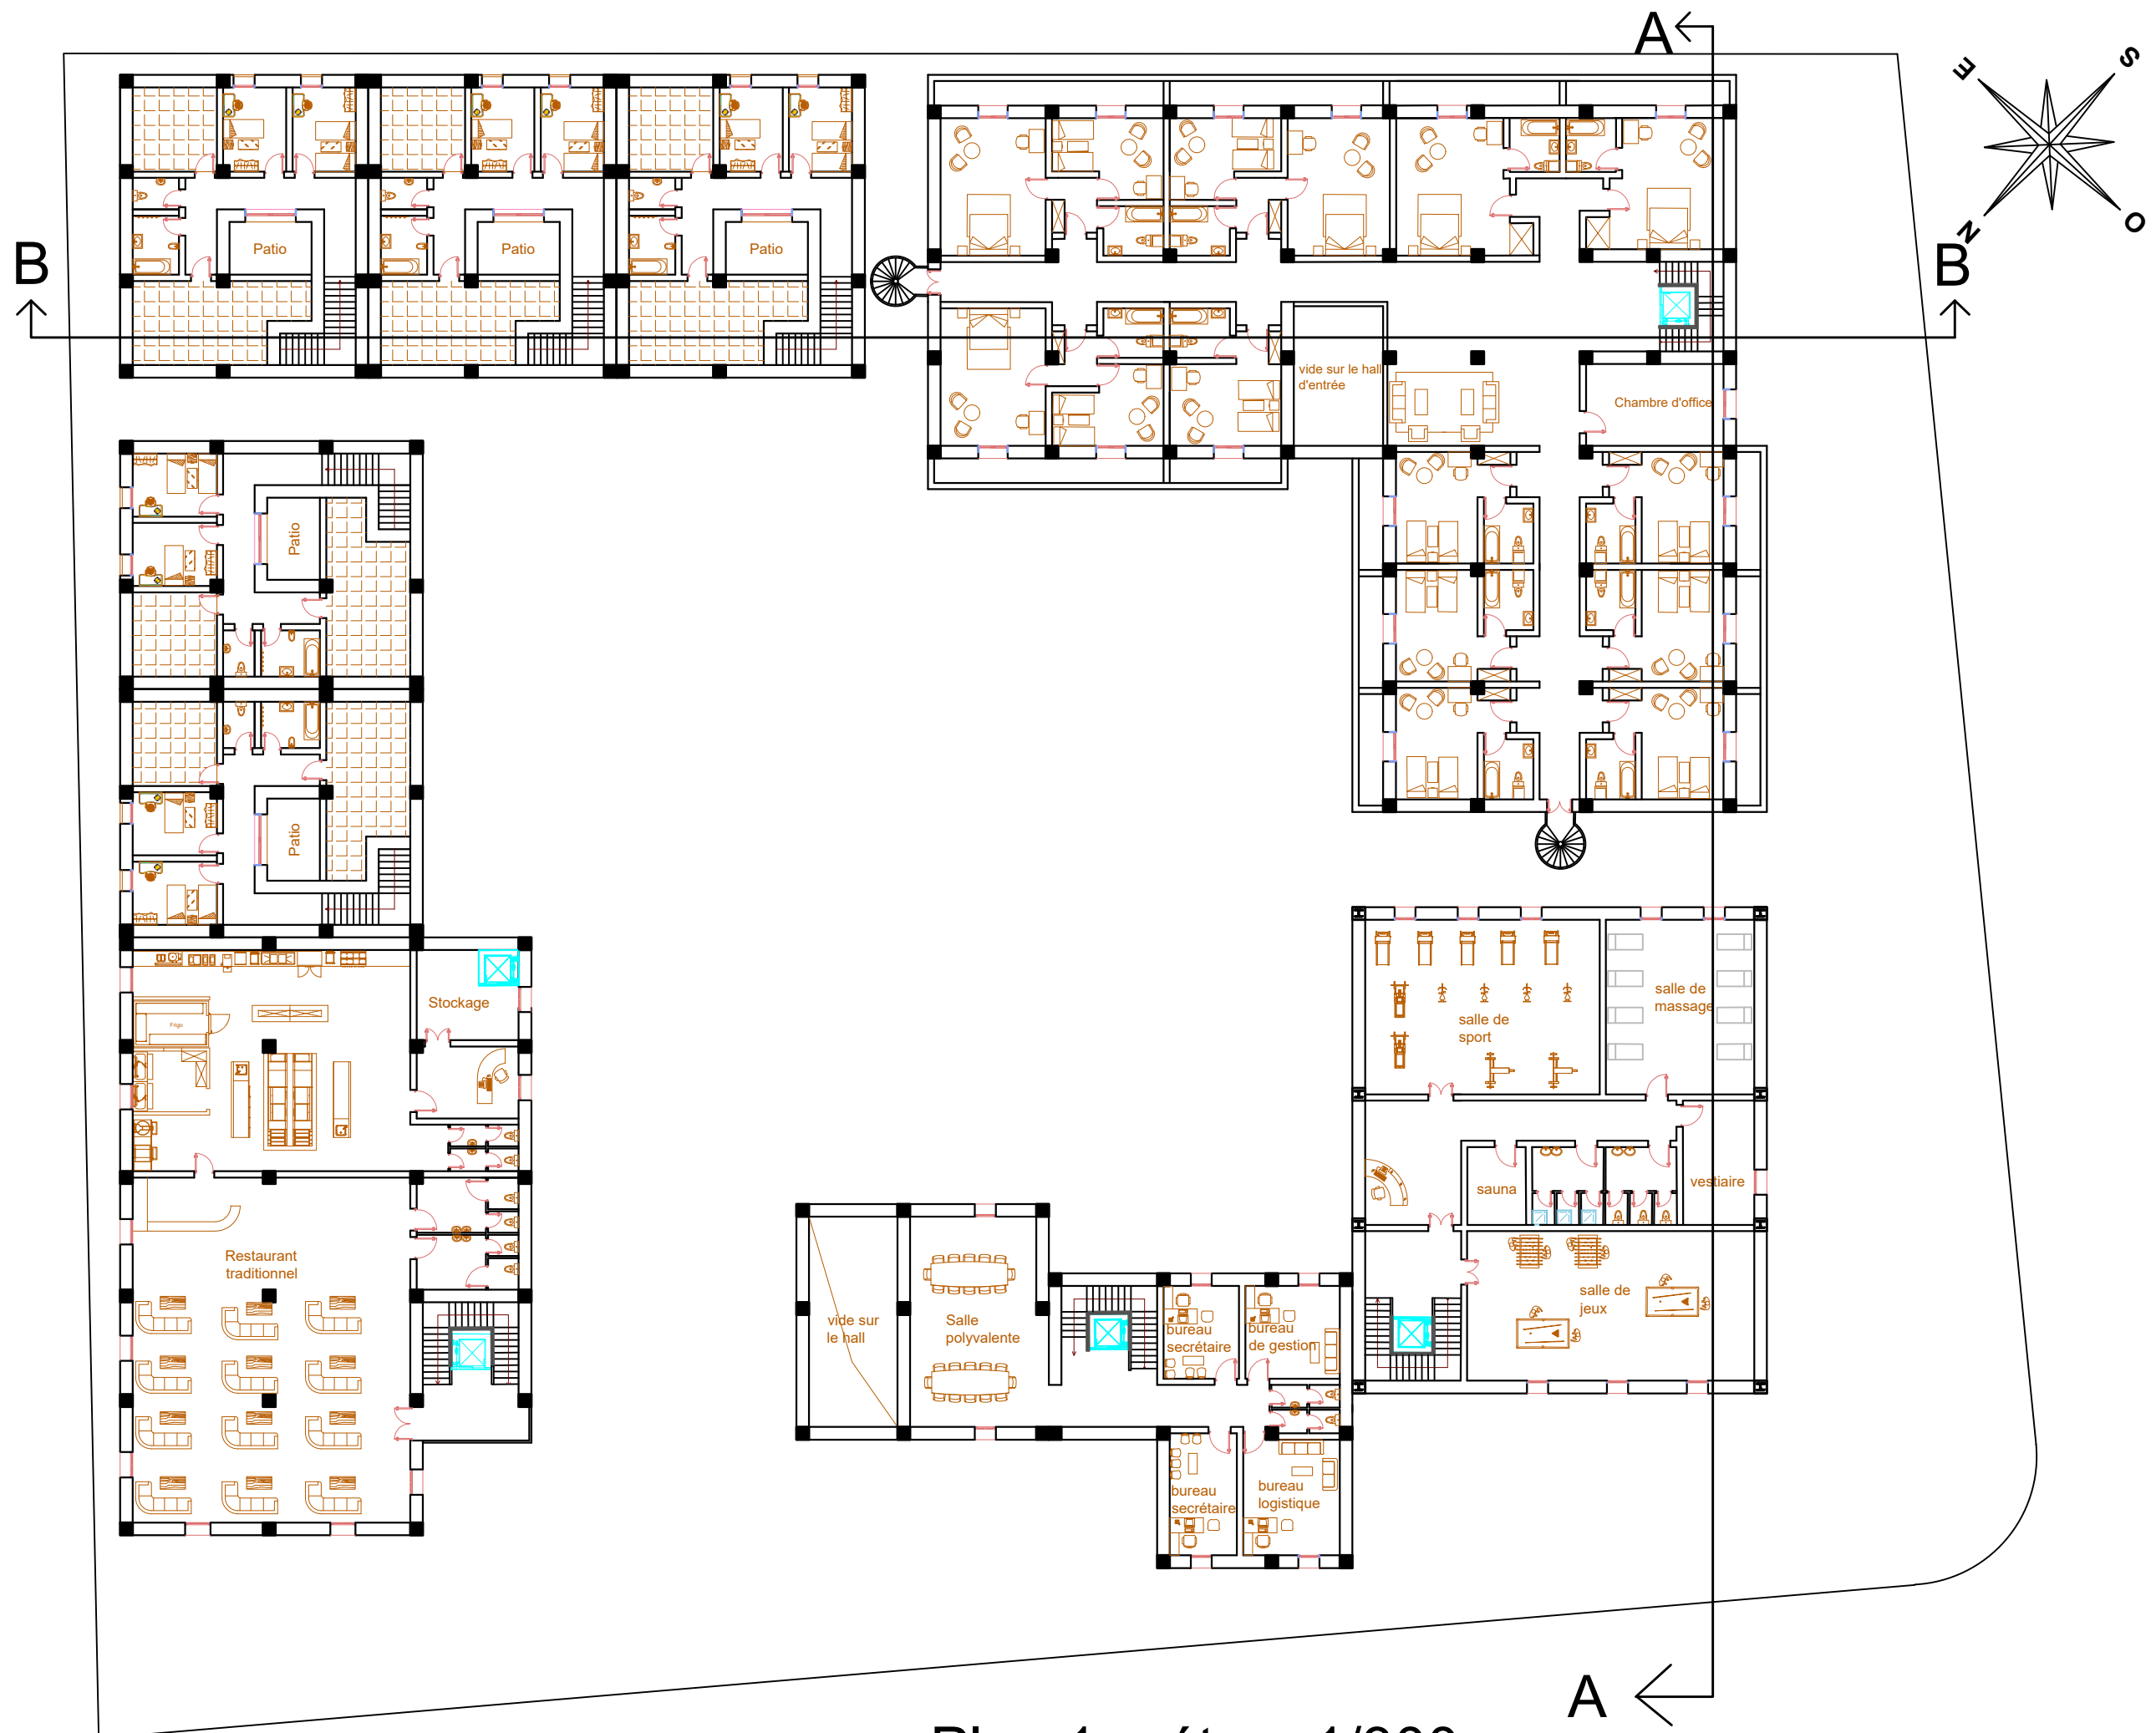 A
S
E
N
O
B
B
Patio
Patio
Patio
vide sur le hall
d'entrée
Chambre d'office
Patio
Patio
Stockage
Frigo
salle de
sport
salle de
massage
sauna
vestiaire
Restaurant
traditionnel
vide sur
le hall
Salle
polyvalente
bureau
secrétaire
bureau
de gestion
salle de
jeux
bureau
secrétaire
bureau
logistique
A